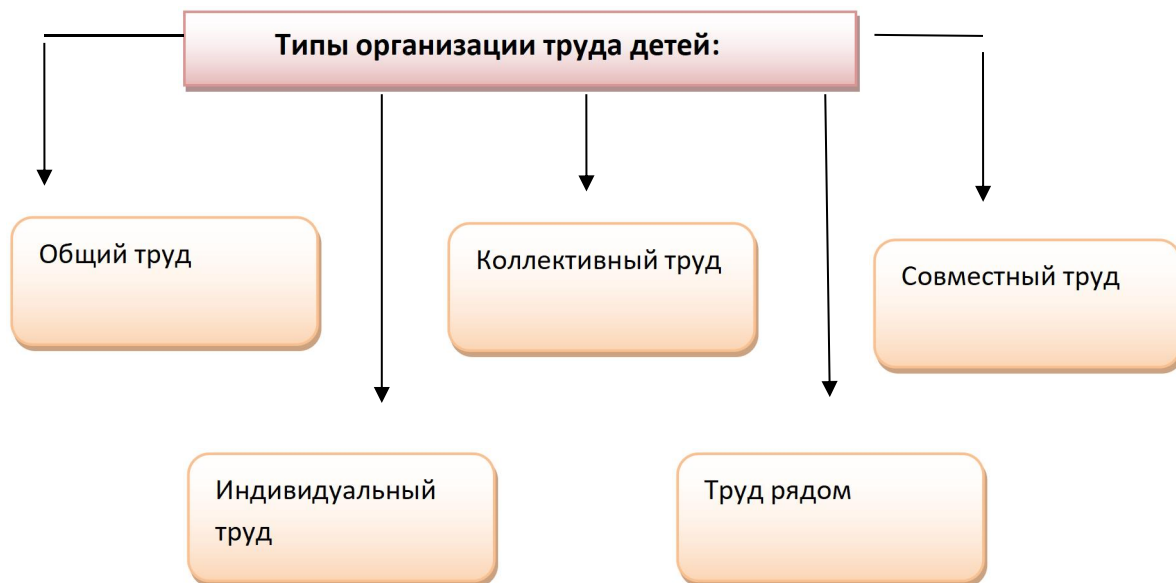 Типы организации труда детей:
Общий труд
Коллективный труд
Совместный труд
Индивидуальный
труд
Труд рядом